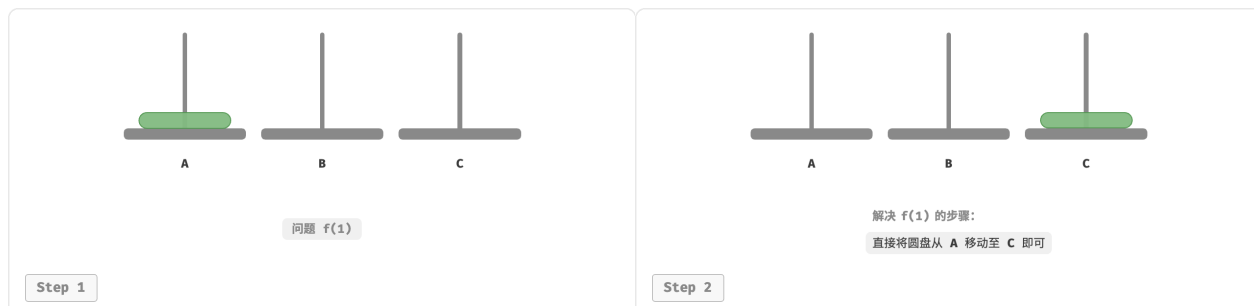 A B C
问题 f(1)
Step 1
A B C
解决 f(1) 的步骤：
直接将圆盘从 A 移动至 C 即可
Step 2